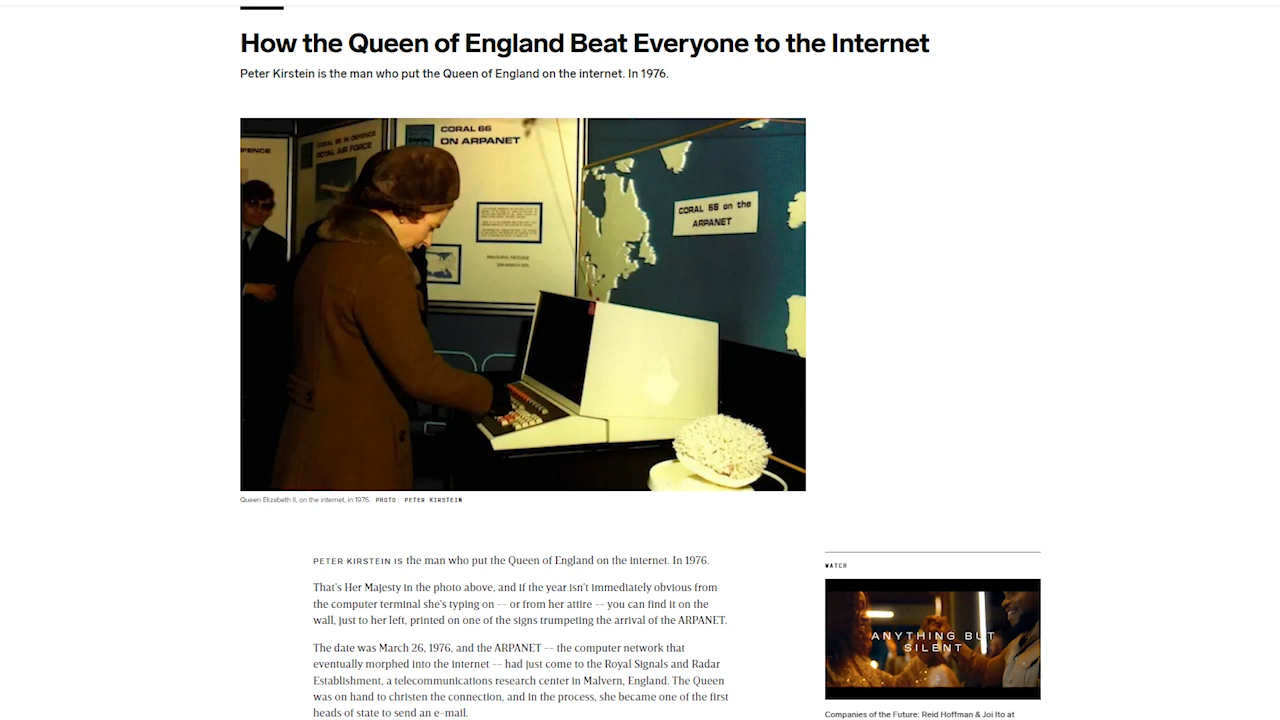 How the Queen of England Beat Everyone to the Internet
Peter Kirstein is the man who put the Queen of England on the internet. In 1976.
CORAL 66
ON ARPANET
CORAL 66 IN DEFENCE
ROYAL AIR FORCE
CORAL 66 on the
ARPANET
INAUGURAL MESSAGE
Queen Elizabeth II, on the internet, in 1976. PHOTO: PETER KIRSTEIN
PETER KIRSTEIN IS the man who put the Queen of England on the internet. In 1976.
That's Her Majesty in the photo above, and if the year isn't immediately obvious from
the computer terminal she's typing on -- or from her attire -- you can find it on the
wall, just to her left, printed on one of the signs trumpeting the arrival of the ARPANET.
The date was March 26, 1976, and the ARPANET -- the computer network that
eventually morphed into the internet -- had just come to the Royal Signals and Radar
Establishment, a telecommunications research center in Malvern, England. The Queen
was on hand to christen the connection, and in the process, she became one of the first
heads of state to send an e-mail.
WATCH
ANYTHING BUT
SILENT
Companies of the Future: Reid Hoffman & Joi Ito at